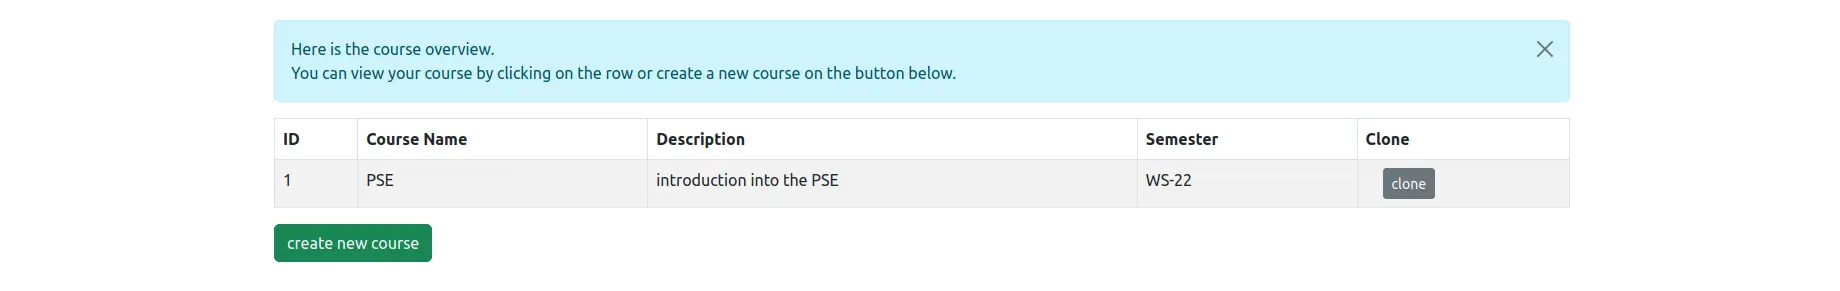 Here is the course overview.
You can view your course by clicking on the row or create a new course on the button below.
ID Course Name Description Semester Clone
1 PSE introduction into the PSE WS-22 clone
create new course